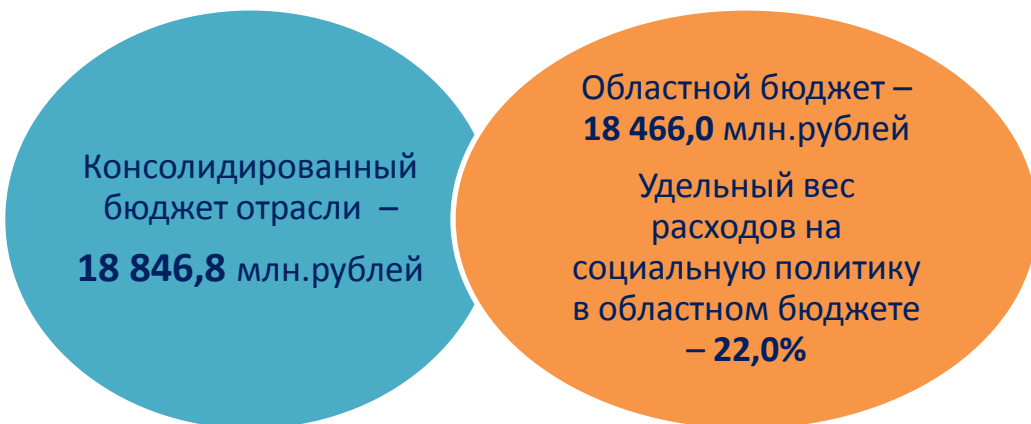 Консолидированный
бюджет отрасли –
18 846,8 млн.рублей
Областной бюджет –
18 466,0 млн.рублей
Удельный вес
расходов на
социальную политику
в областном бюджете
– 22,0%